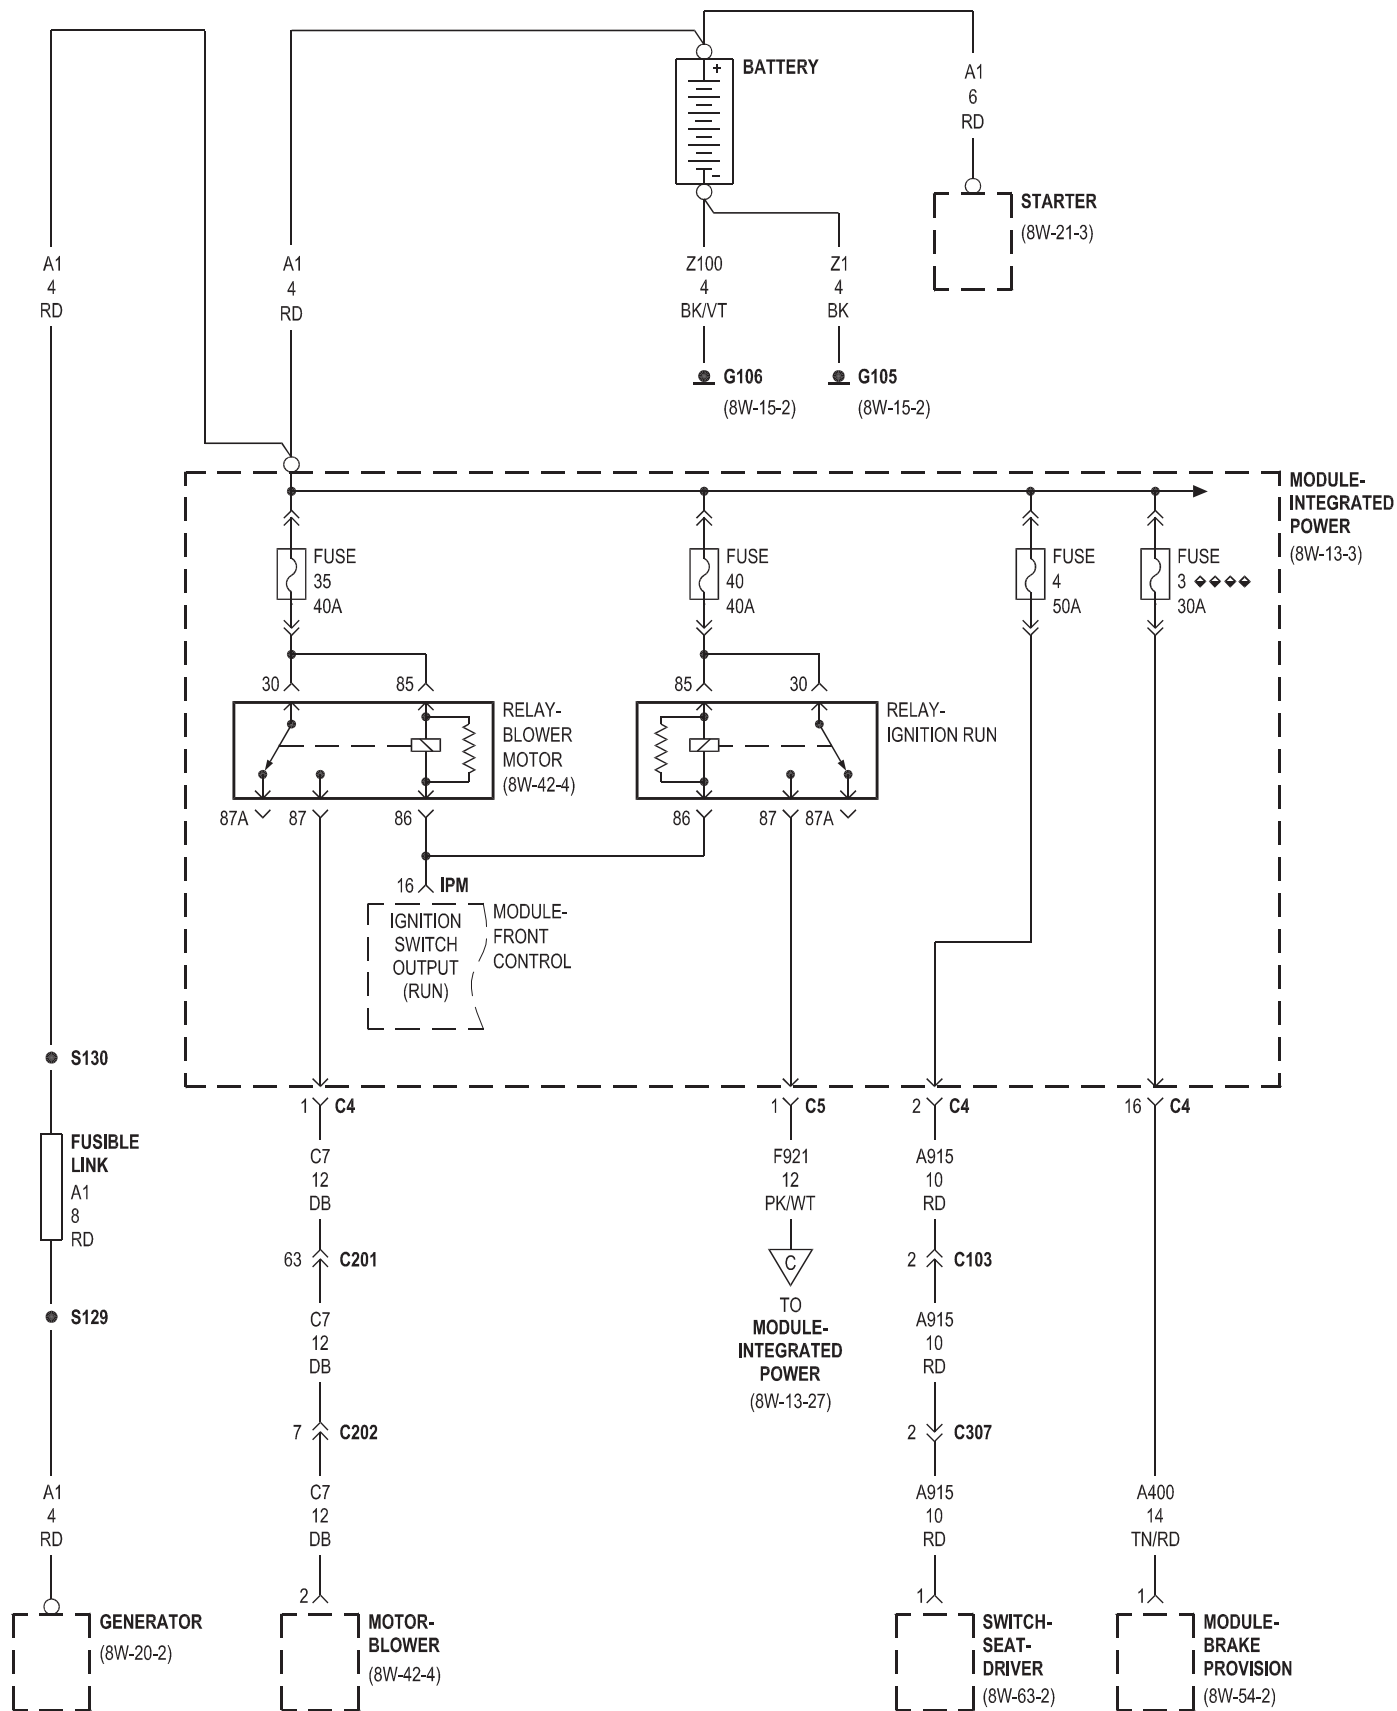 +
BATTERY
-
A1
6
RD
STARTER
(8W-21-3)
A1
4
RD
A1
4
RD
Z100
4
BK/VT
Z1
4
BK
G106
(8W-15-2)
G105
(8W-15-2)
MODULE-
INTEGRATED
POWER
(8W-13-3)
FUSE
35
40A
FUSE
40
40A
FUSE
4
50A
FUSE
3
30A
30
85
RELAY-
BLOWER
MOTOR
(8W-42-4)
87A
87
86
85
30
RELAY-
IGNITION RUN
86
87
87A
16
IPM
IGNITION
SWITCH
OUTPUT
(RUN)
MODULE-
FRONT
CONTROL
S130
FUSIBLE
LINK
A1
8
RD
S129
A1
4
RD
GENERATOR
(8W-20-2)
1
C4
C7
12
DB
63
C201
C7
12
DB
7
C202
C7
12
DB
2
MOTOR-
BLOWER
(8W-42-4)
1
C5
F921
12
PK/WT
C
TO
MODULE-
INTEGRATED
POWER
(8W-13-27)
2
C4
A915
10
RD
2
C103
A915
10
RD
2
C307
A915
10
RD
1
SWITCH-
SEAT-
DRIVER
(8W-63-2)
16
C4
A400
14
TN/RD
1
MODULE-
BRAKE
PROVISION
(8W-54-2)